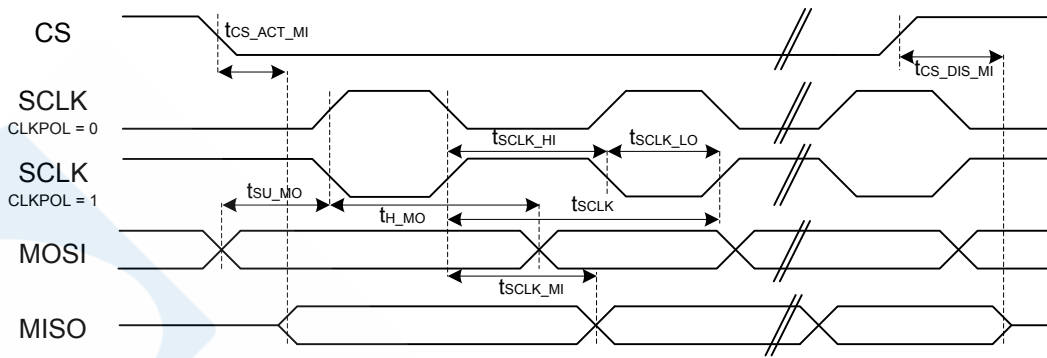 CS
tCS_ACT_MI
tCS_DIS_MI
SCLK
CLKPOL = 0
tSCLK_HI
tSCLK_LO
SCLK
CLKPOL = 1
tSU_MO
tH_MO
tSCLK
MOSI
tSCLK_MI
MISO